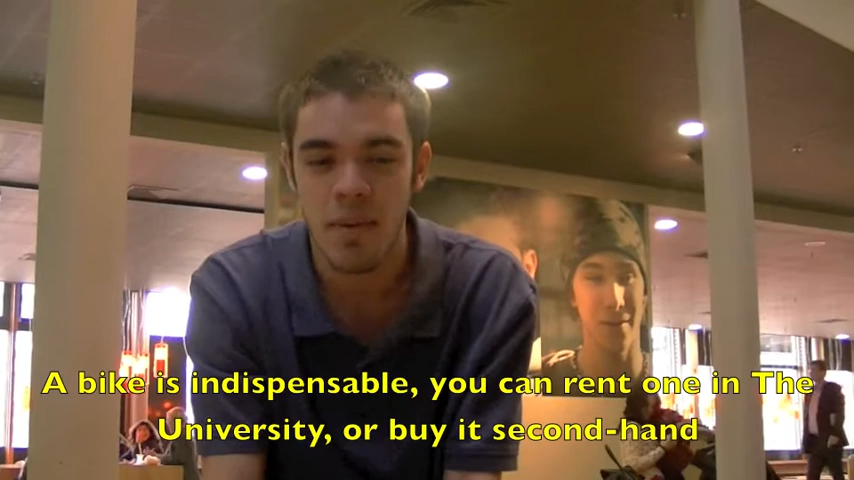 A bike is indispensable, you can rent one in The
University, or buy it second-hand